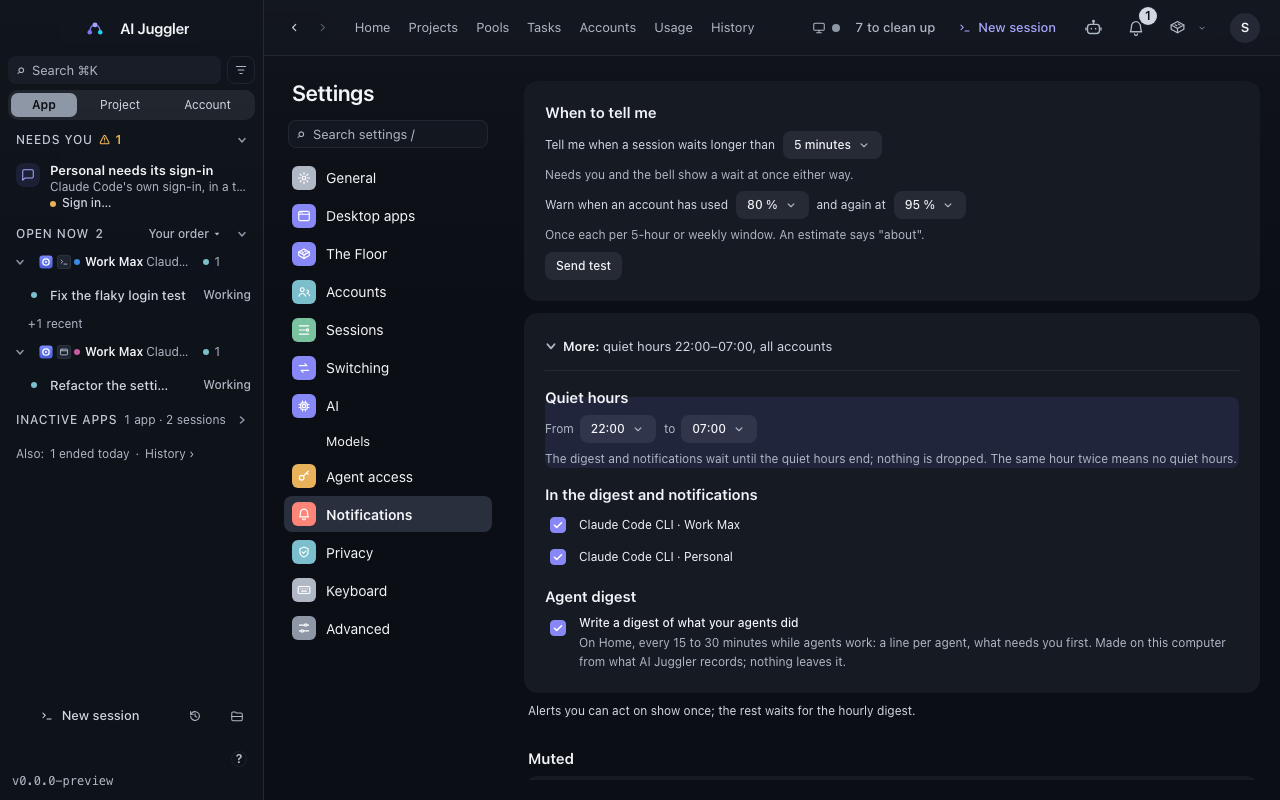 AI Juggler
Home Projects Pools Tasks Accounts Usage History
7 to clean up
New session
1
S
Search ⌘K
App Project Account
NEEDS YOU 1
Personal needs its sign-in
Claude Code's own sign-in, in a t...
Sign in...
OPEN NOW 2 Your order
Work Max Claud... 1
Fix the flaky login test Working
+1 recent
Work Max Claud... 1
Refactor the setti... Working
INACTIVE APPS 1 app · 2 sessions
Also: 1 ended today · History ›
New session
?
v0.0.0-preview
Settings
Search settings /
General
Desktop apps
The Floor
Accounts
Sessions
Switching
AI
Models
Agent access
Notifications
Privacy
Keyboard
Advanced
When to tell me
Tell me when a session waits longer than 5 minutes
Needs you and the bell show a wait at once either way.
Warn when an account has used 80 % and again at 95 %
Once each per 5-hour or weekly window. An estimate says "about".
Send test
More: quiet hours 22:00–07:00, all accounts
Quiet hours
From 22:00 to 07:00
The digest and notifications wait until the quiet hours end; nothing is dropped. The same hour twice means no quiet hours.
In the digest and notifications
Claude Code CLI · Work Max
Claude Code CLI · Personal
Agent digest
Write a digest of what your agents did
On Home, every 15 to 30 minutes while agents work: a line per agent, what needs you first. Made on this computer
from what AI Juggler records; nothing leaves it.
Alerts you can act on show once; the rest waits for the hourly digest.
Muted